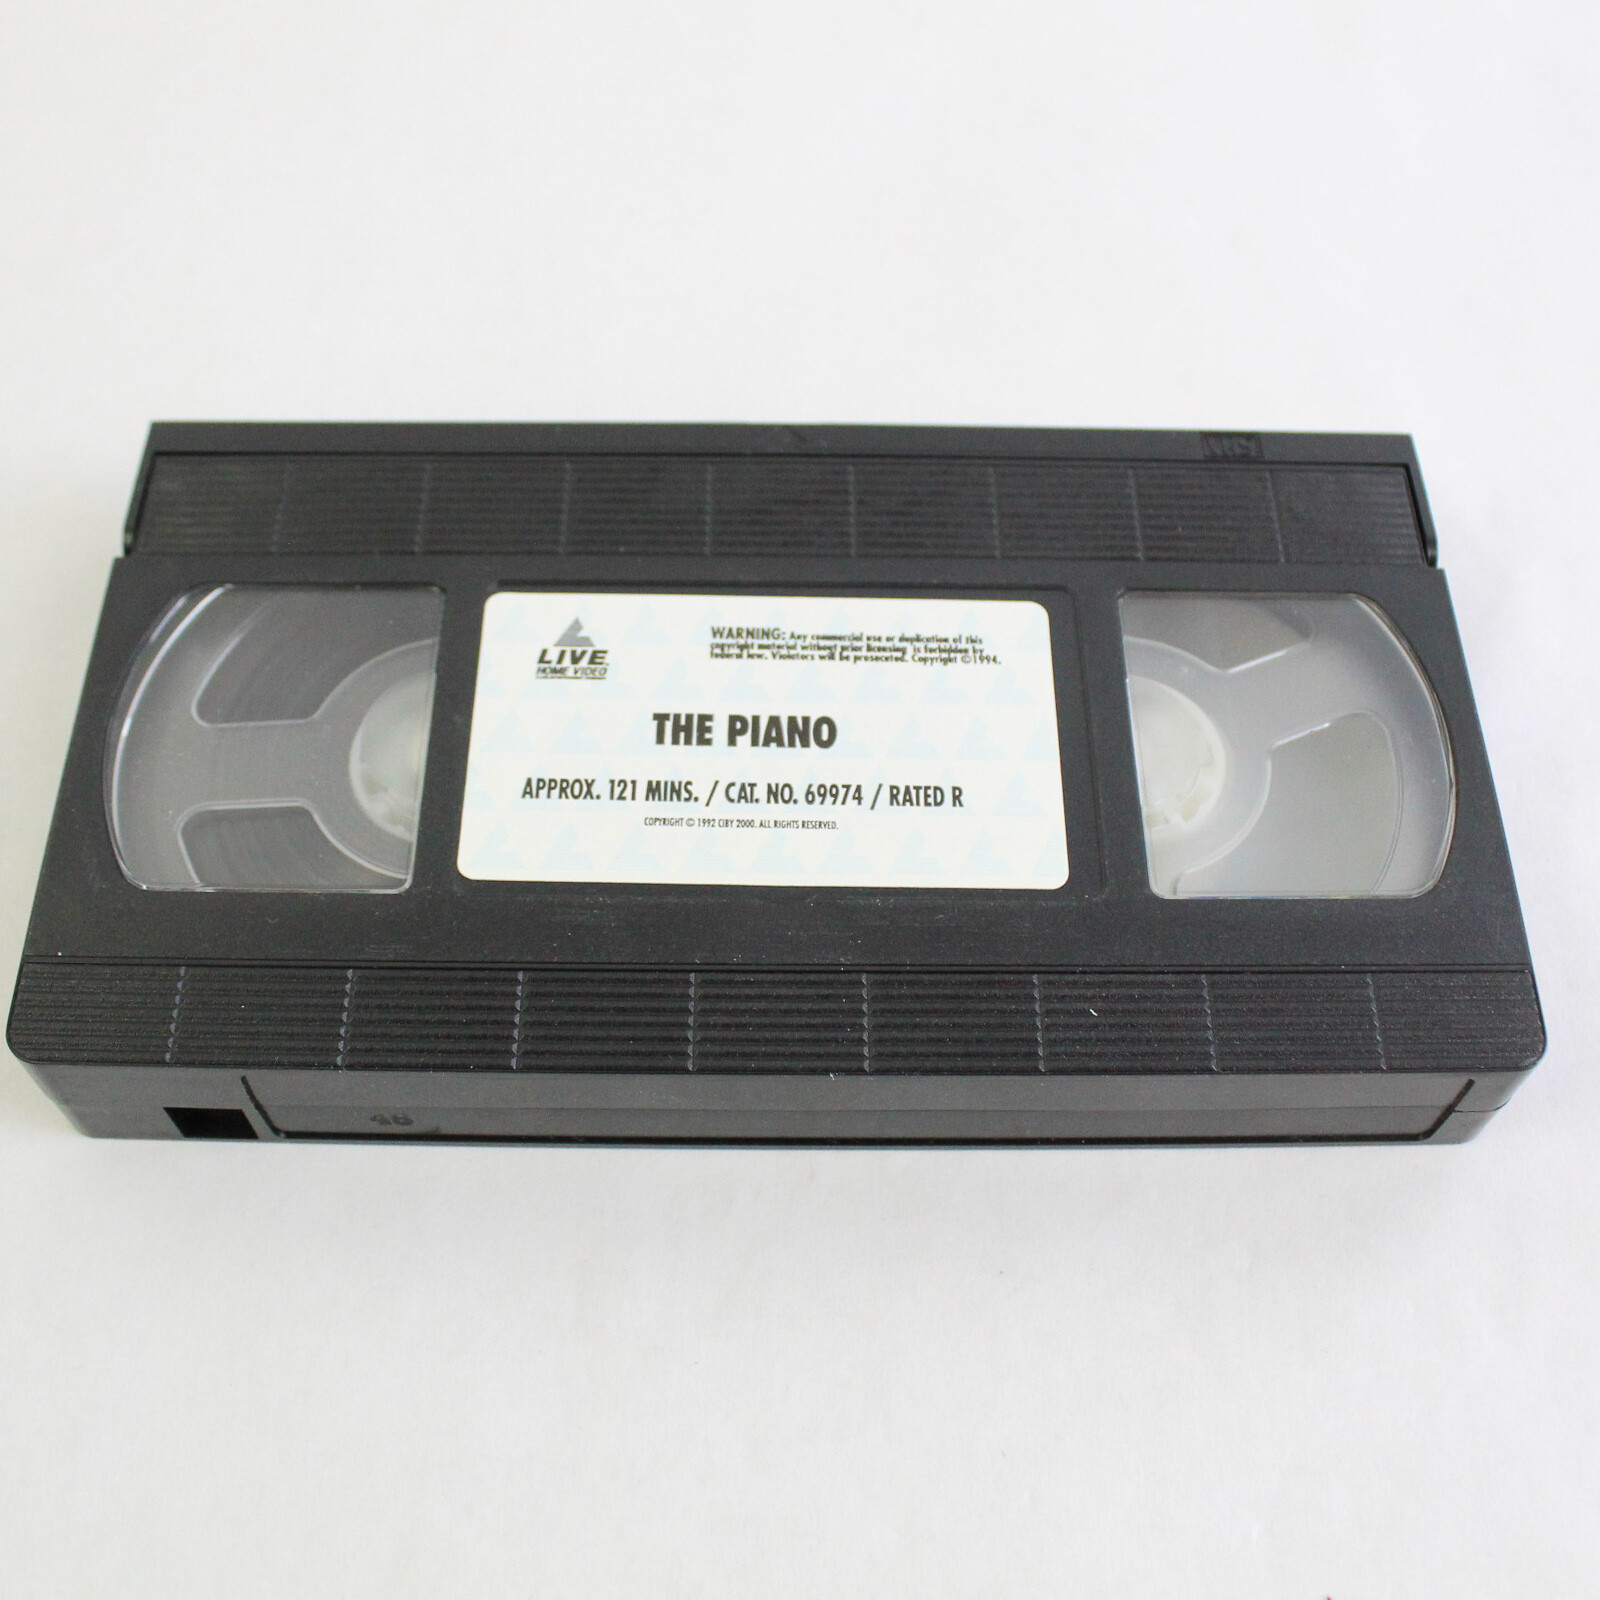 VHS
LIVE
HOME VIDEO
WARNING: Any commercial use or duplication of this
copyright material without prior licensing is forbidden by
federal law. Violators will be prosecuted. Copyright ©1994.
THE PIANO
APPROX. 121 MINS. / CAT. NO. 69974 / RATED R
COPYRIGHT © 1992 CIBY 2000. ALL RIGHTS RESERVED.